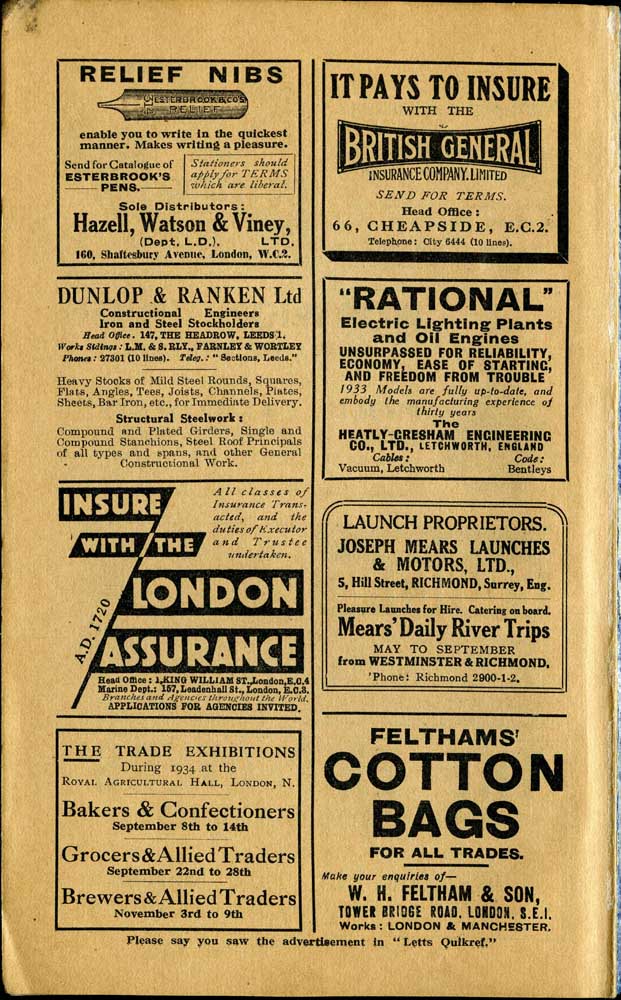 RELIEF NIBS
ESTERBROOK & CO'S
RELIEF
enable you to write in the quickest
manner. Makes writing a pleasure.
Send for Catalogue of
ESTERBROOK'S
PENS.
Stationers should
apply for TERMS
which are liberal.
Sole Distributors:
Hazell, Watson & Viney,
(Dept. L.D.). LTD.
160, Shaftesbury Avenue, London, W.C.2.
DUNLOP & RANKEN Ltd
Constructional Engineers
Iron and Steel Stockholders
Head Office. 147, THE HEADROW, LEEDS 1.
Works Sidings: L.M. & S. RLY., FARNLEY & WORTLEY
Phones: 27301 (10 lines). Teleg.: "Sections, Leeds."
Heavy Stocks of Mild Steel Rounds, Squares,
Flats, Angles, Tees, Joists, Channels, Plates,
Sheets, Bar Iron, etc., for Immediate Delivery.
Structural Steelwork:
Compound and Plated Girders, Single and
Compound Stanchions, Steel Roof Principals
of all types and spans, and other General
Constructional Work.
INSURE
WITH THE
LONDON
ASSURANCE
A.D. 1720
All classes of
Insurance Trans-
acted, and the
duties of Executor
and Trustee
undertaken.
Head Office: 1, KING WILLIAM ST., London, E.C.4
Marine Dept.: 157, Leadenhall St., London, E.C.3.
Branches and Agencies throughout the World.
APPLICATIONS FOR AGENCIES INVITED.
THE TRADE EXHIBITIONS
During 1934 at the
ROYAL AGRICULTURAL HALL, LONDON, N.
Bakers & Confectioners
September 8th to 14th
Grocers & Allied Traders
September 22nd to 28th
Brewers & Allied Traders
November 3rd to 9th
IT PAYS TO INSURE
WITH THE
BRITISH GENERAL
INSURANCE COMPANY, LIMITED
SEND FOR TERMS.
Head Office:
66, CHEAPSIDE, E.C.2.
Telephone: City 6444 (10 lines).
"RATIONAL"
Electric Lighting Plants
and Oil Engines
UNSURPASSED FOR RELIABILITY,
ECONOMY, EASE OF STARTING,
AND FREEDOM FROM TROUBLE
1933 Models are fully up-to-date, and
embody the manufacturing experience of
thirty years
The
HEATLY-GRESHAM ENGINEERING
CO., LTD., LETCHWORTH, ENGLAND
Cables: Code:
Vacuum, Letchworth Bentleys
LAUNCH PROPRIETORS.
JOSEPH MEARS LAUNCHES
& MOTORS, LTD.,
5, Hill Street, RICHMOND, Surrey, Eng.
Pleasure Launches for Hire. Catering on board.
Mears' Daily River Trips
MAY TO SEPTEMBER
from WESTMINSTER & RICHMOND.
'Phone: Richmond 2900-1-2.
FELTHAMS'
COTTON
BAGS
FOR ALL TRADES.
Make your enquiries of—
W. H. FELTHAM & SON,
TOWER BRIDGE ROAD, LONDON, S.E.1.
Works: LONDON & MANCHESTER.
Please say you saw the advertisement in "Letts Quikref."